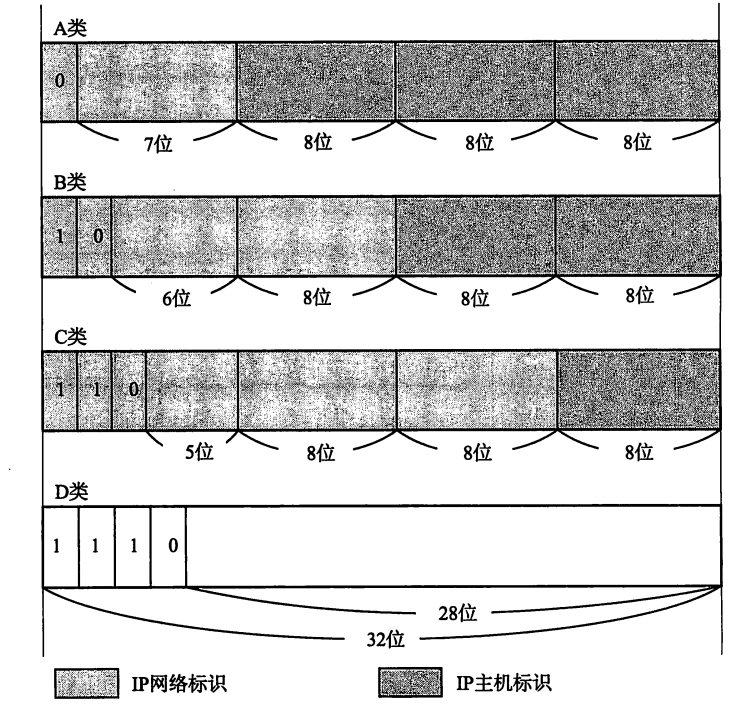 A类
0
7位 8位 8位 8位
B类
1 0
6位 8位 8位 8位
C类
1 1 0
5位 8位 8位 8位
D类
1 1 1 0
28位
32位
IP网络标识 IP主机标识